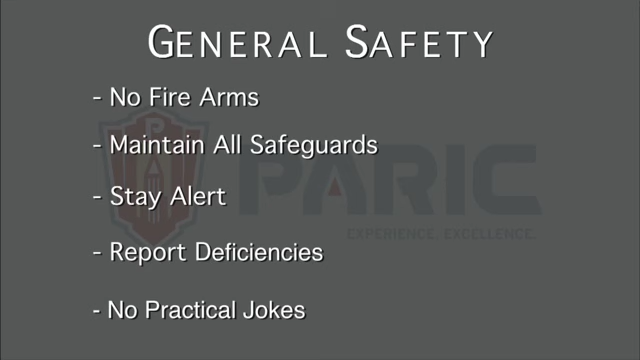 GENERAL SAFETY
- No Fire Arms
- Maintain All Safeguards
- Stay Alert
PARIC
EXPERIENCE. EXCELLENCE.
- Report Deficiencies
- No Practical Jokes